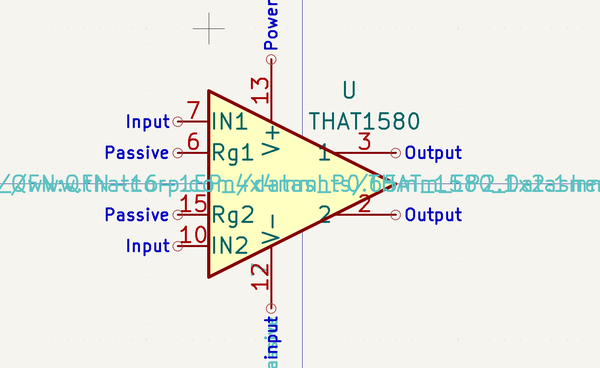 Power
13
U
7
Input
IN1
THAT1580
V+
3
6
Passive
Rg1
1
Output
15
Passive
Rg2
2
2
Output
10
Input
IN2
V-
12
input